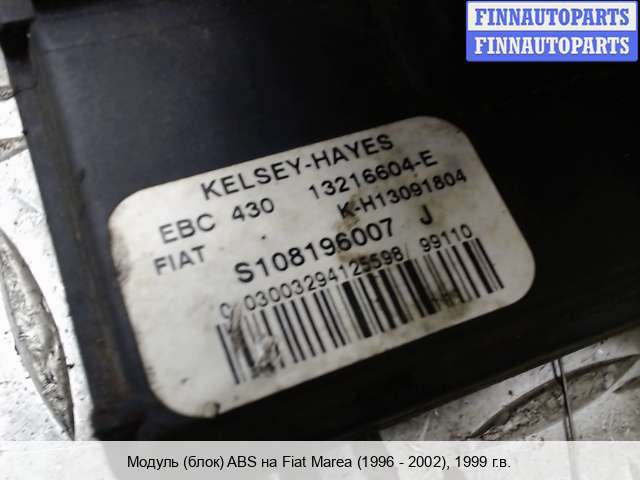 FINNAUTOPARTS
FINNAUTOPARTS
KELSEY-HAYES
EBC 430 13216604-E
FIAT K-H13091804
S108196007 J
0 03003294125598 99110
Модуль (блок) ABS на Fiat Marea (1996 - 2002), 1999 г.в.